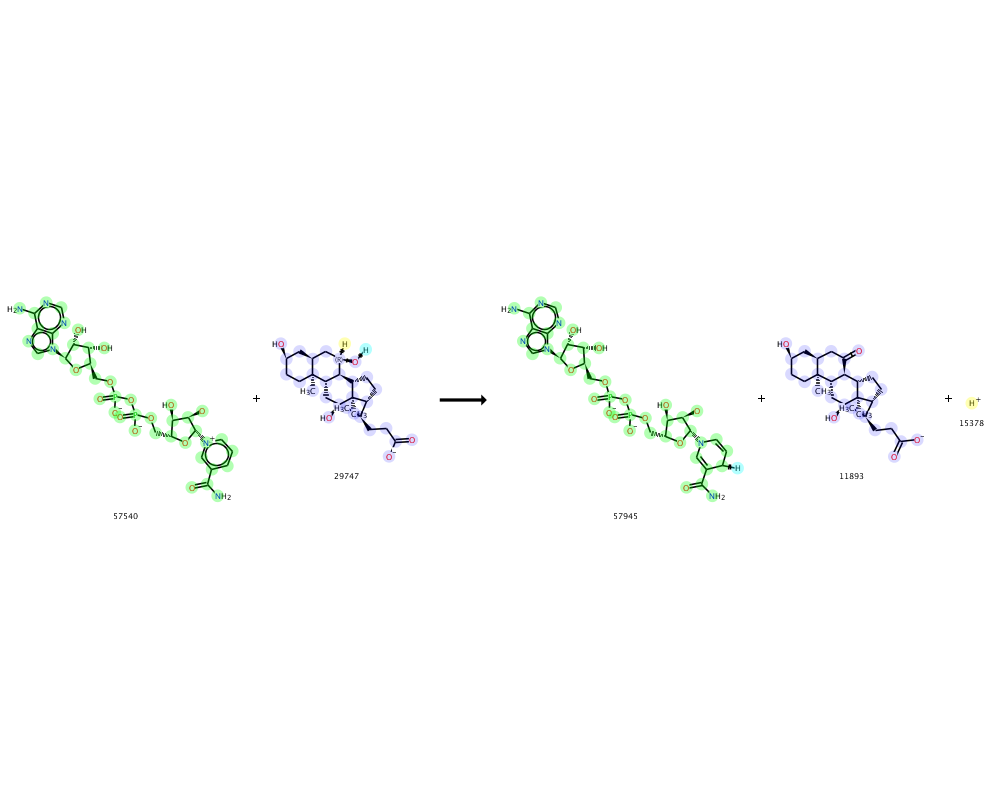 H₂N N N N N OH OH O O P O O⁻ O P O O⁻ O HO O O N⁺ O NH₂
57540
+
HO H₃C H H O HO H₃C CH₃ O O⁻
29747
H₂N N N N N OH OH O O P O O⁻ O P O O⁻ O HO O O N H O NH₂
57945
+
HO CH₃ O HO H₃C CH₃ O O⁻
11893
+
H⁺
15378